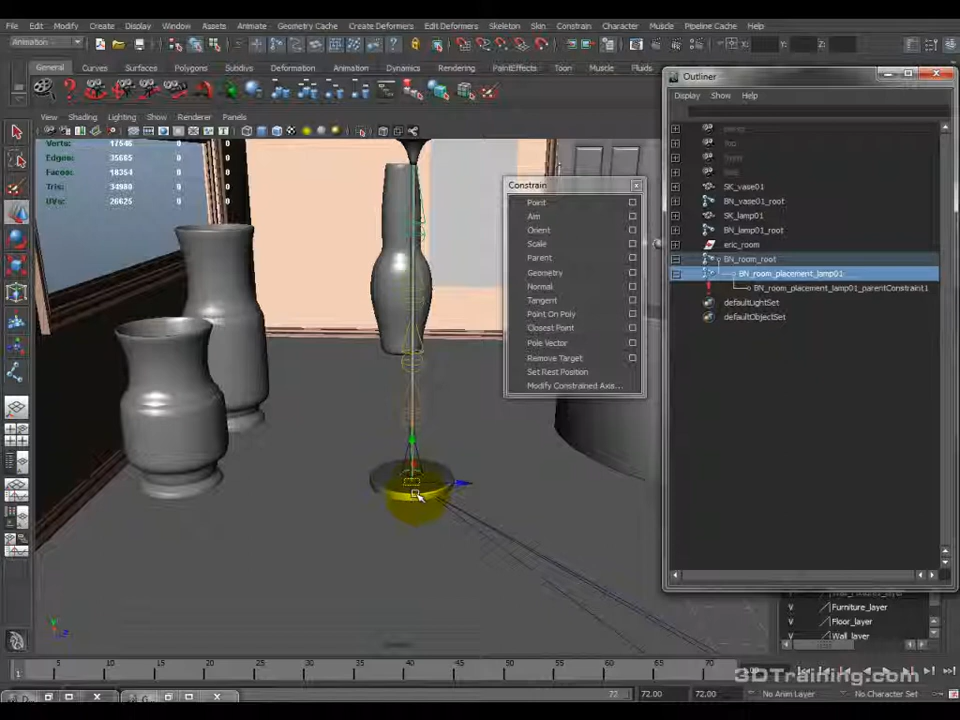 File Edit Modify Create Display Window Assets Animate Geometry Cache Create Deformers Edit Deformers Skeleton Skin Constrain Character Muscle Pipeline Cache Help
Animation X: Y: Z:
General Curves Surfaces Polygons Subdivs Deformation Animation Dynamics Rendering PaintEffects Toon Muscle Fluids
View Shading Lighting Show Renderer Panels
Verts: 17546 0 0
Edges: 35665 0 0
Faces: 18354 0 0
Tris: 34980 0 0
UVs: 26625 0 0
Constrain
Point
Aim
Orient
Scale
Parent
Geometry
Normal
Tangent
Point On Poly
Closest Point
Pole Vector
Remove Target
Set Rest Position
Modify Constrained Axis...
Outliner
Display Show Help
SK_vase01
BN_vase01_root
SK_lamp01
BN_lamp01_root
eric_room
BN_room_root
BN_room_placement_lamp01
BN_room_placement_lamp01_parentConstraint1
defaultLightSet
defaultObjectSet
Furniture_layer
V Floor_layer
V Wall_layer
1 5 10 15 20 25 30 35 40 45 50 55 60 65 70
72 72.00 72.00 No Anim Layer No Character Set
3DTraining.com